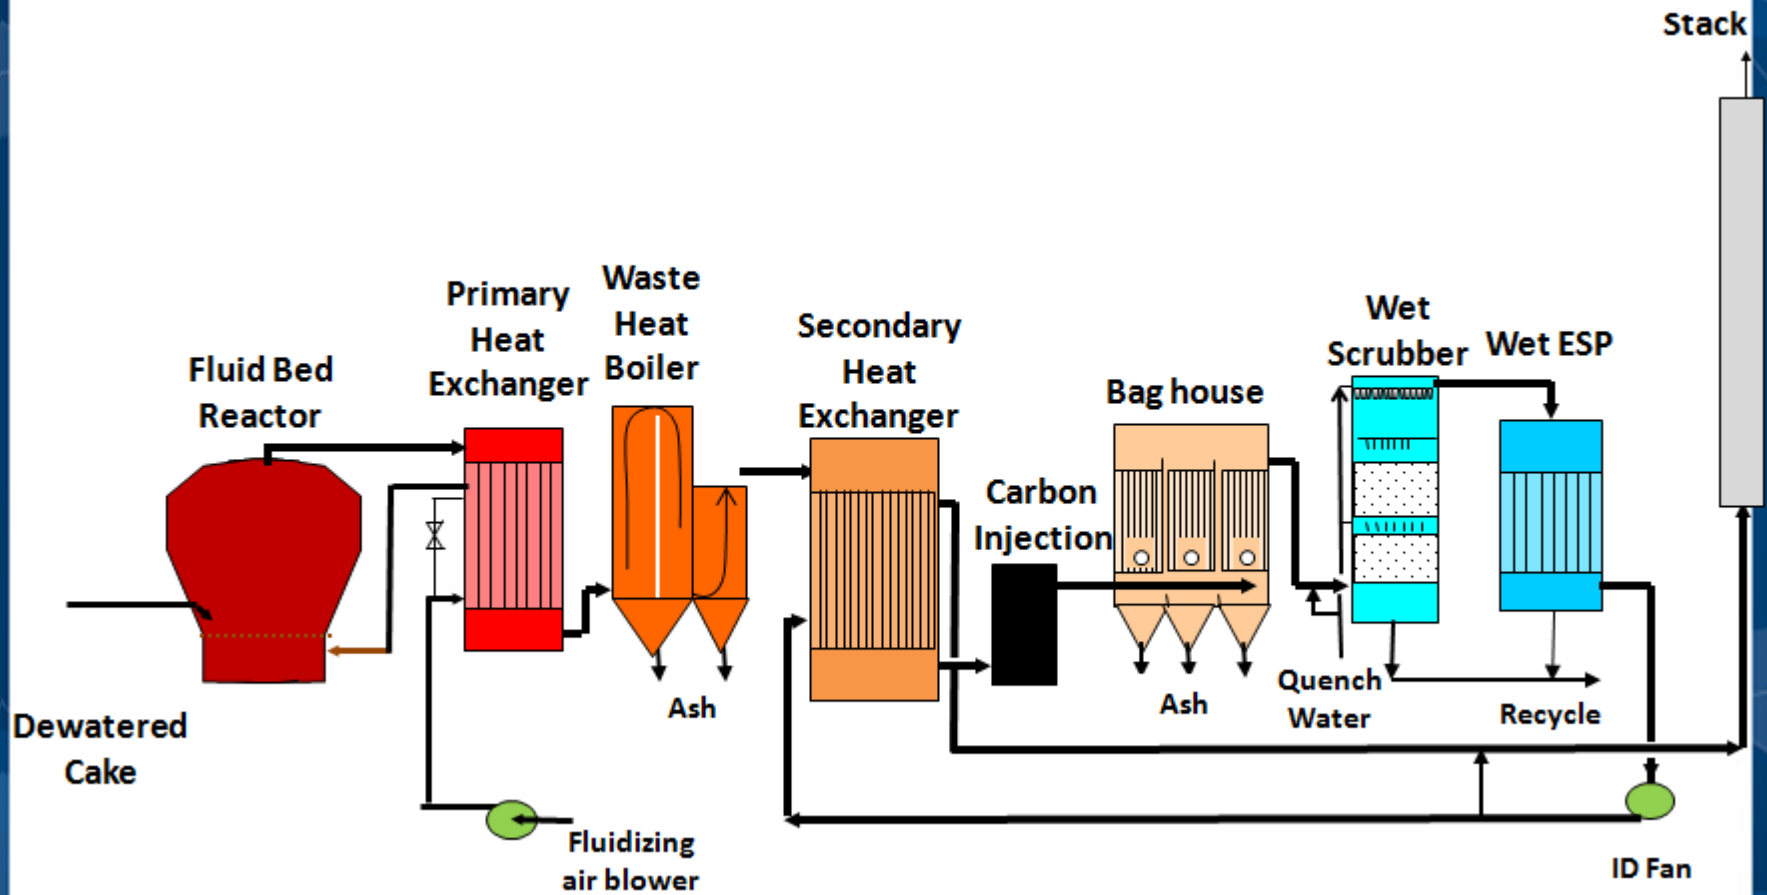 Stack
Fluid Bed
Reactor
Primary
Heat
Exchanger
Waste
Heat
Boiler
Secondary
Heat
Exchanger
Carbon
Injection
Bag house
Wet
Scrubber
Wet ESP
Dewatered
Cake
Ash
Ash
Quench
Water
Recycle
Fluidizing
air blower
ID Fan